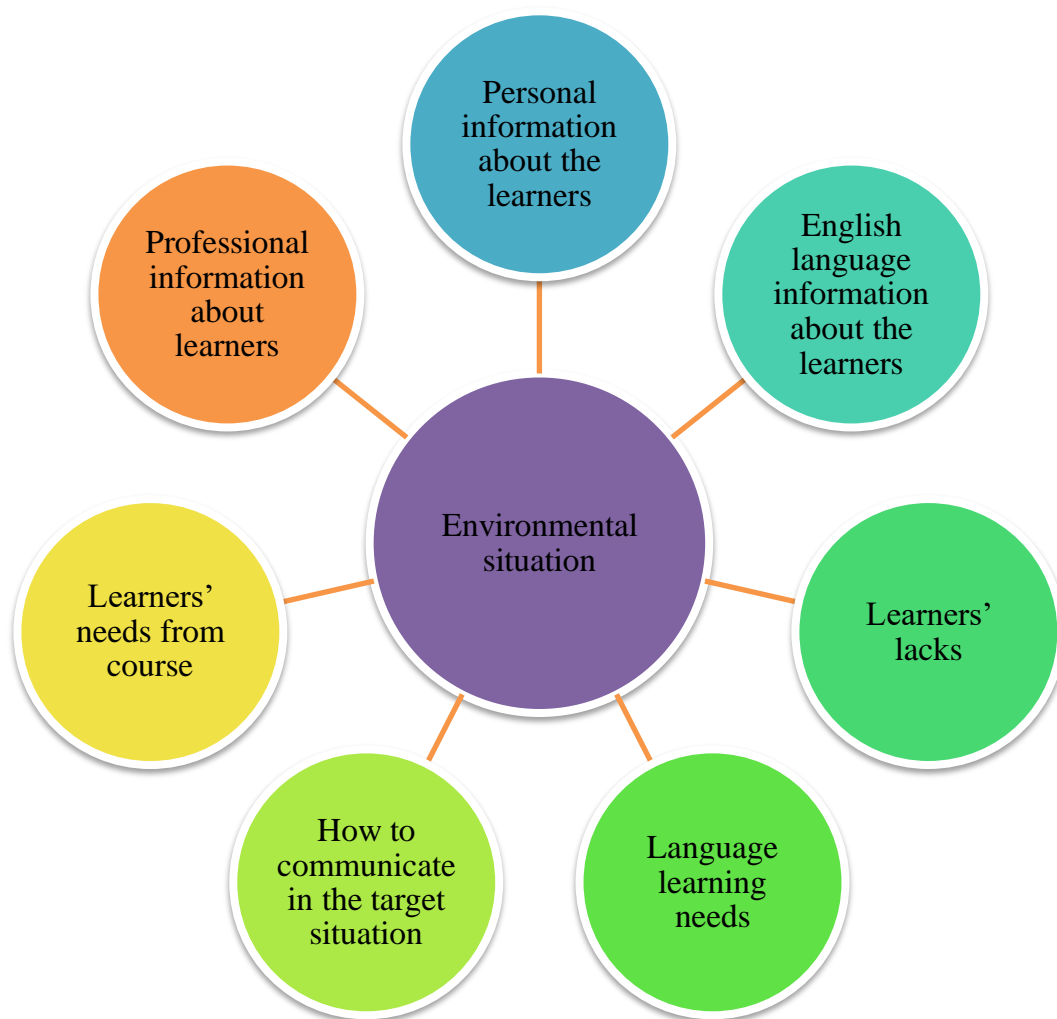 Personal
information
about the
learners
English
language
information
about the
learners
Learners’
lacks
Language
learning
needs
How to
communicate
in the target
situation
Learners’
needs from
course
Professional
information
about
learners
Environmental
situation